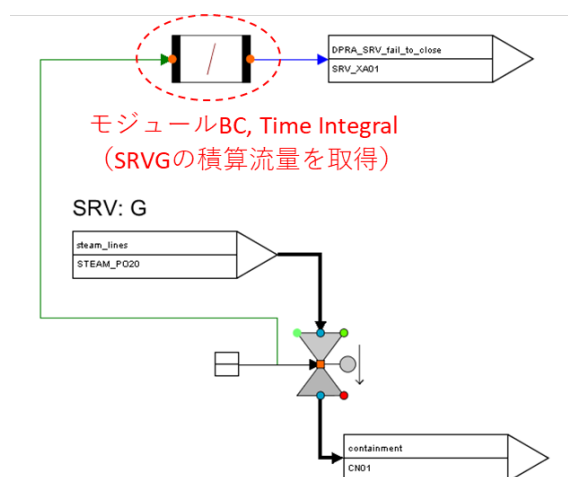 DPRA_SRV_fail_to_close
SRV_XA01
モジュールBC, Time Integral
（SRVGの積算流量を取得）
SRV: G
steam_lines
STEAM_PO20
containment
CN01